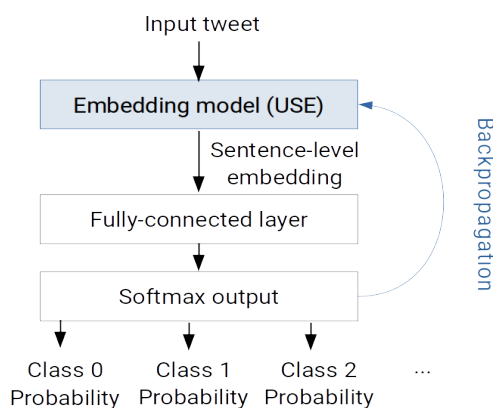 Input tweet
Embedding model (USE)
Sentence-level
embedding
Fully-connected layer
Softmax output
Backpropagation
Class 0
Probability
Class 1
Probability
Class 2
Probability
...